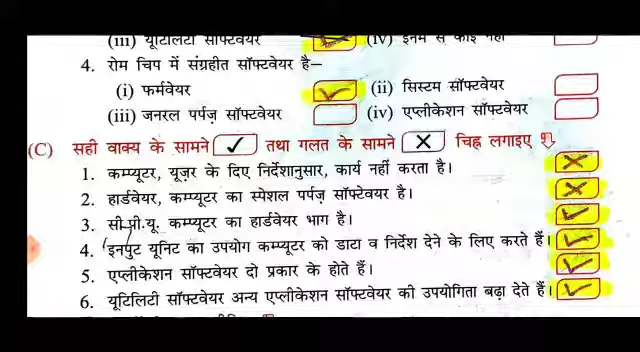 (iii) यूटिलिटी सॉफ्टवेयर (iv) इनमें से कोई नहीं
4. रोम चिप में संग्रहीत सॉफ्टवेयर है—
(i) फर्मवेयर ✓ (ii) सिस्टम सॉफ्टवेयर
(iii) जनरल पर्पज़ सॉफ्टवेयर (iv) एप्लीकेशन सॉफ्टवेयर
(C) सही वाक्य के सामने ✓ तथा गलत के सामने ✗ चिह्न लगाइए
1. कम्प्यूटर, यूज़र के दिए निर्देशानुसार, कार्य नहीं करता है। ✗
2. हार्डवेयर, कम्प्यूटर का स्पेशल पर्पज़ सॉफ्टेवयर है। ✗
3. सी.पी.यू. कम्प्यूटर का हार्डवेयर भाग है। ✓
4. इनपुट यूनिट का उपयोग कम्प्यूटर को डाटा व निर्देश देने के लिए करते हैं। ✓
5. एप्लीकेशन सॉफ्टवेयर दो प्रकार के होते हैं। ✓
6. यूटिलिटी सॉफ्टवेयर अन्य एप्लीकेशन सॉफ्टवेयर की उपयोगिता बढ़ा देते हैं। ✓